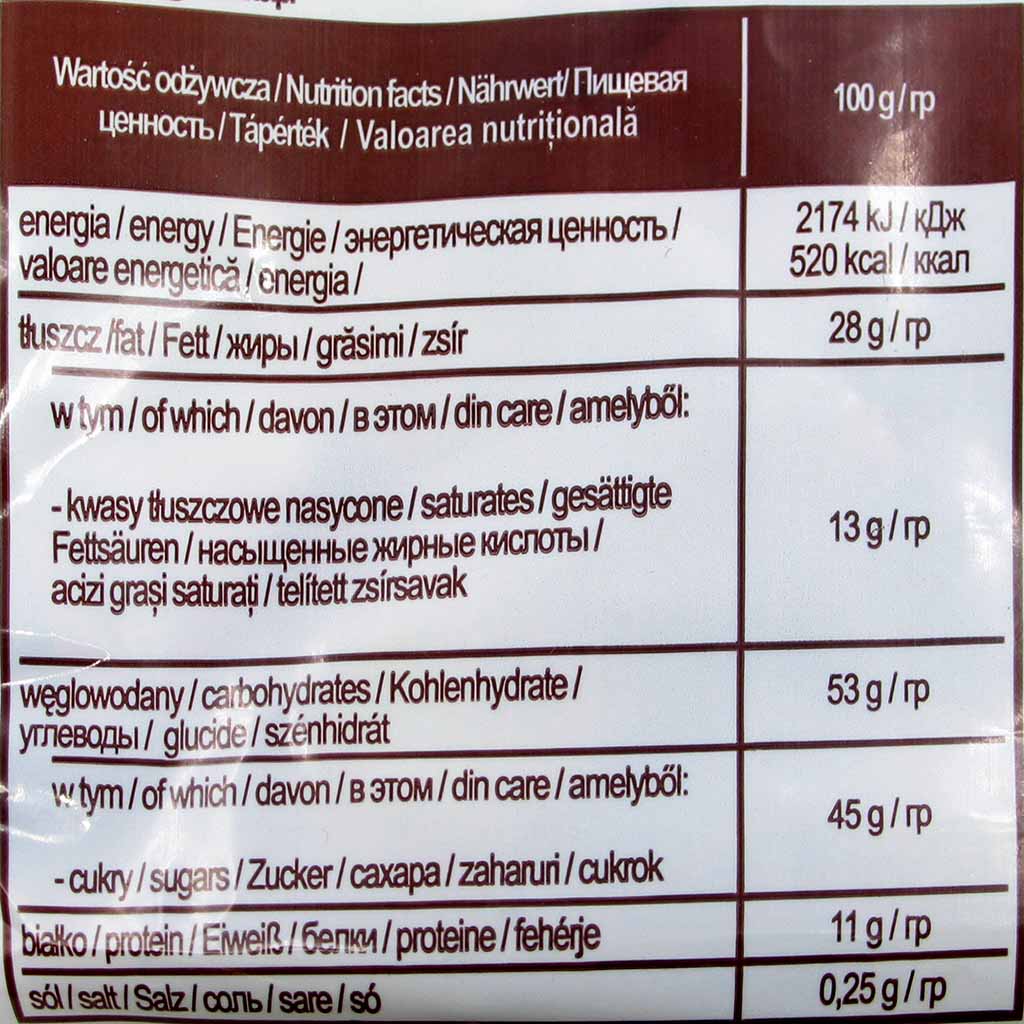 Wartość odżywcza / Nutrition facts / Nährwert / Пищевая
ценность / Tápérték / Valoarea nutrițională
100 g / гр
energia / energy / Energie / энергетическая ценность /
valoare energetică / energia /
2174 kJ / кДж
520 kcal / ккал
tłuszcz /fat / Fett / жиры / grăsimi / zsír
28 g / гр
w tym / of which / davon / в этом / din care / amelyből:
- kwasy tłuszczowe nasycone / saturates / gesättigte
Fettsäuren / насыщенные жирные кислоты /
acizi grași saturați / telített zsírsavak
13 g / гр
węglowodany / carbohydrates / Kohlenhydrate /
углеводы / glucide / szénhidrát
53 g / гр
w tym / of which / davon / в этом / din care / amelyből:
- cukry / sugars / Zucker / сахара / zaharuri / cukrok
45 g / гр
białko / protein / Eiweiß / белки / proteine / fehérje
11 g / гр
sól / salt / Salz / соль / sare / só
0,25 g / гр